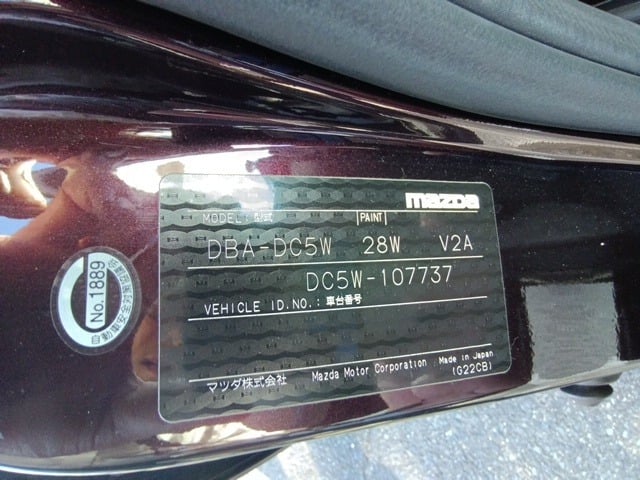 mazda
MODEL: 型式 PAINT
DBA-DC5W 28W V2A
DC5W-107737
VEHICLE ID.NO.: 車台番号
マツダ株式会社 Mazda Motor Corporation Made in Japan
(G22CB)
No.1889